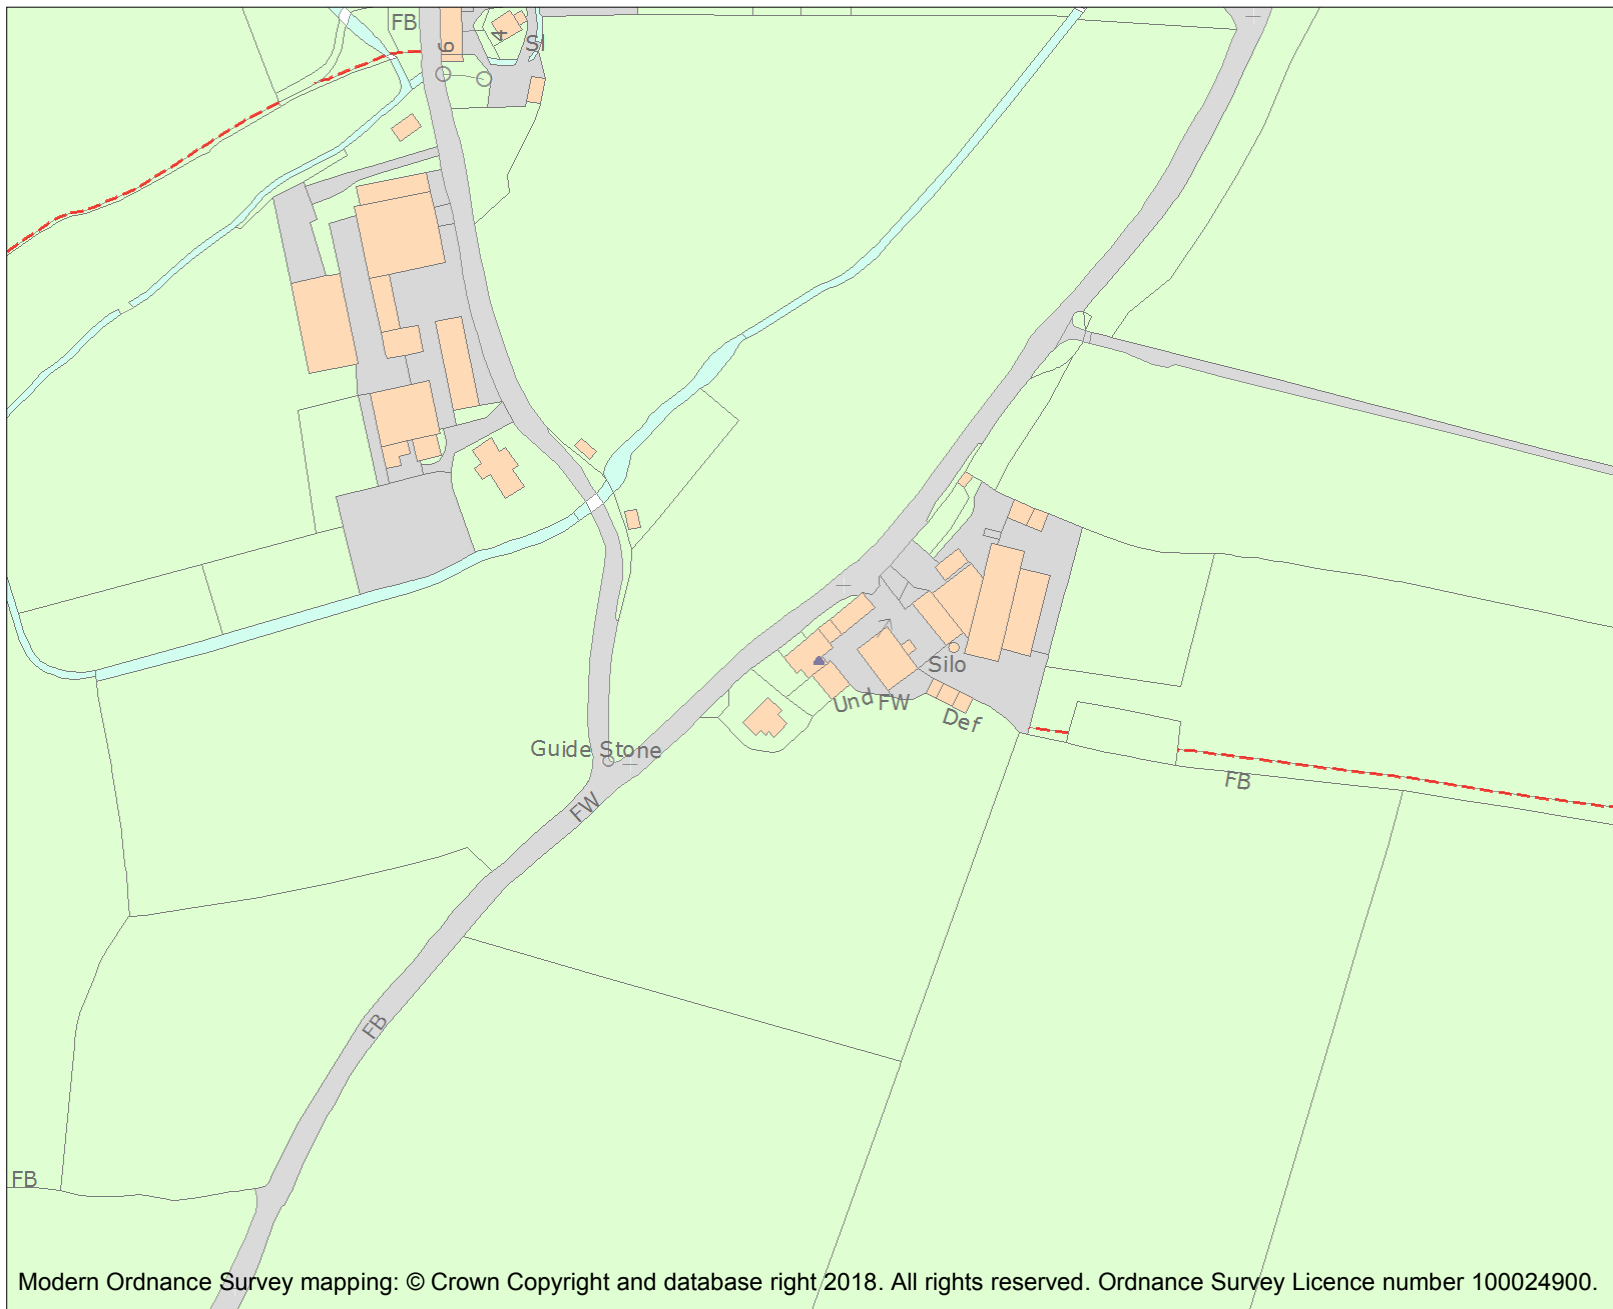 FB
6
4
Sl
Silo
Und
FW
Def
Guide Stone
FB
FW
FB
FB
Modern Ordnance Survey mapping: © Crown Copyright and database right 2018. All rights reserved. Ordnance Survey Licence number 100024900.